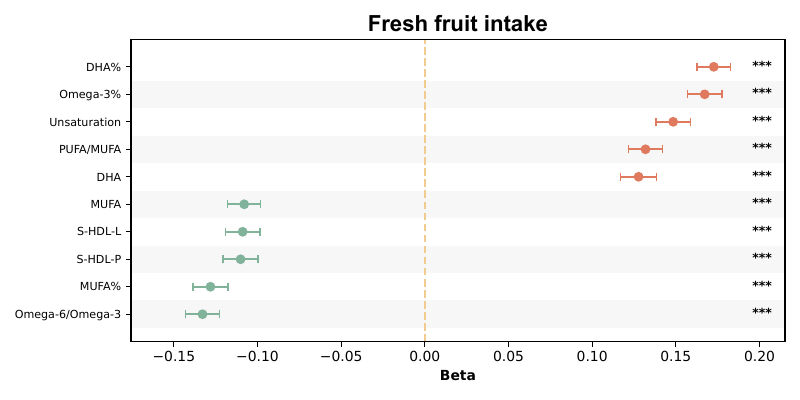 Fresh fruit intake
DHA% ***
Omega-3% ***
Unsaturation ***
PUFA/MUFA ***
DHA ***
MUFA ***
S-HDL-L ***
S-HDL-P ***
MUFA% ***
Omega-6/Omega-3 ***
−0.15 −0.10 −0.05 0.00 0.05 0.10 0.15 0.20
Beta